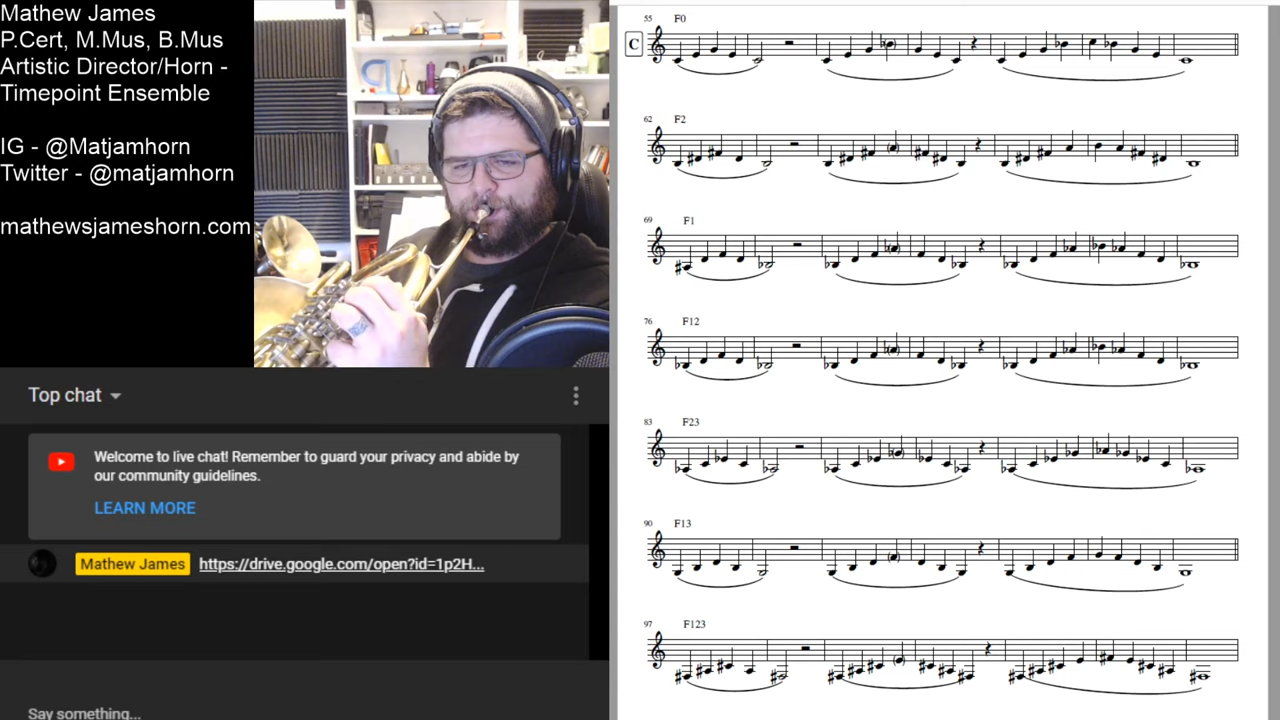 Mathew James
P.Cert, M.Mus, B.Mus
Artistic Director/Horn -
Timepoint Ensemble
IG - @Matjamhorn
Twitter - @matjamhorn
mathewsjameshorn.com
Top chat
Welcome to live chat! Remember to guard your privacy and abide by
our community guidelines.
LEARN MORE
Mathew James https://drive.google.com/open?id=1p2H...
Say something...
55 F0
C
62 F2
69 F1
76 F12
83 F23
90 F13
97 F123